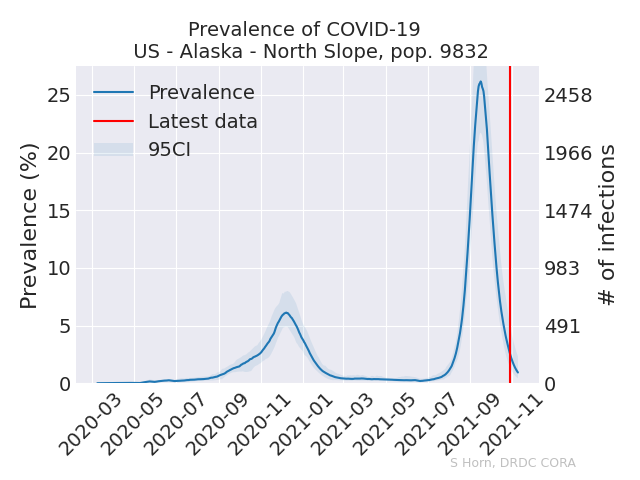 Prevalence of COVID-19
US - Alaska - North Slope, pop. 9832
Prevalence
Latest data
95CI
Prevalence (%)
25
20
15
10
5
0
2458
1966
1474
983
491
0
# of infections
2020-03
2020-05
2020-07
2020-09
2020-11
2021-01
2021-03
2021-05
2021-07
2021-09
2021-11
S Horn, DRDC CORA